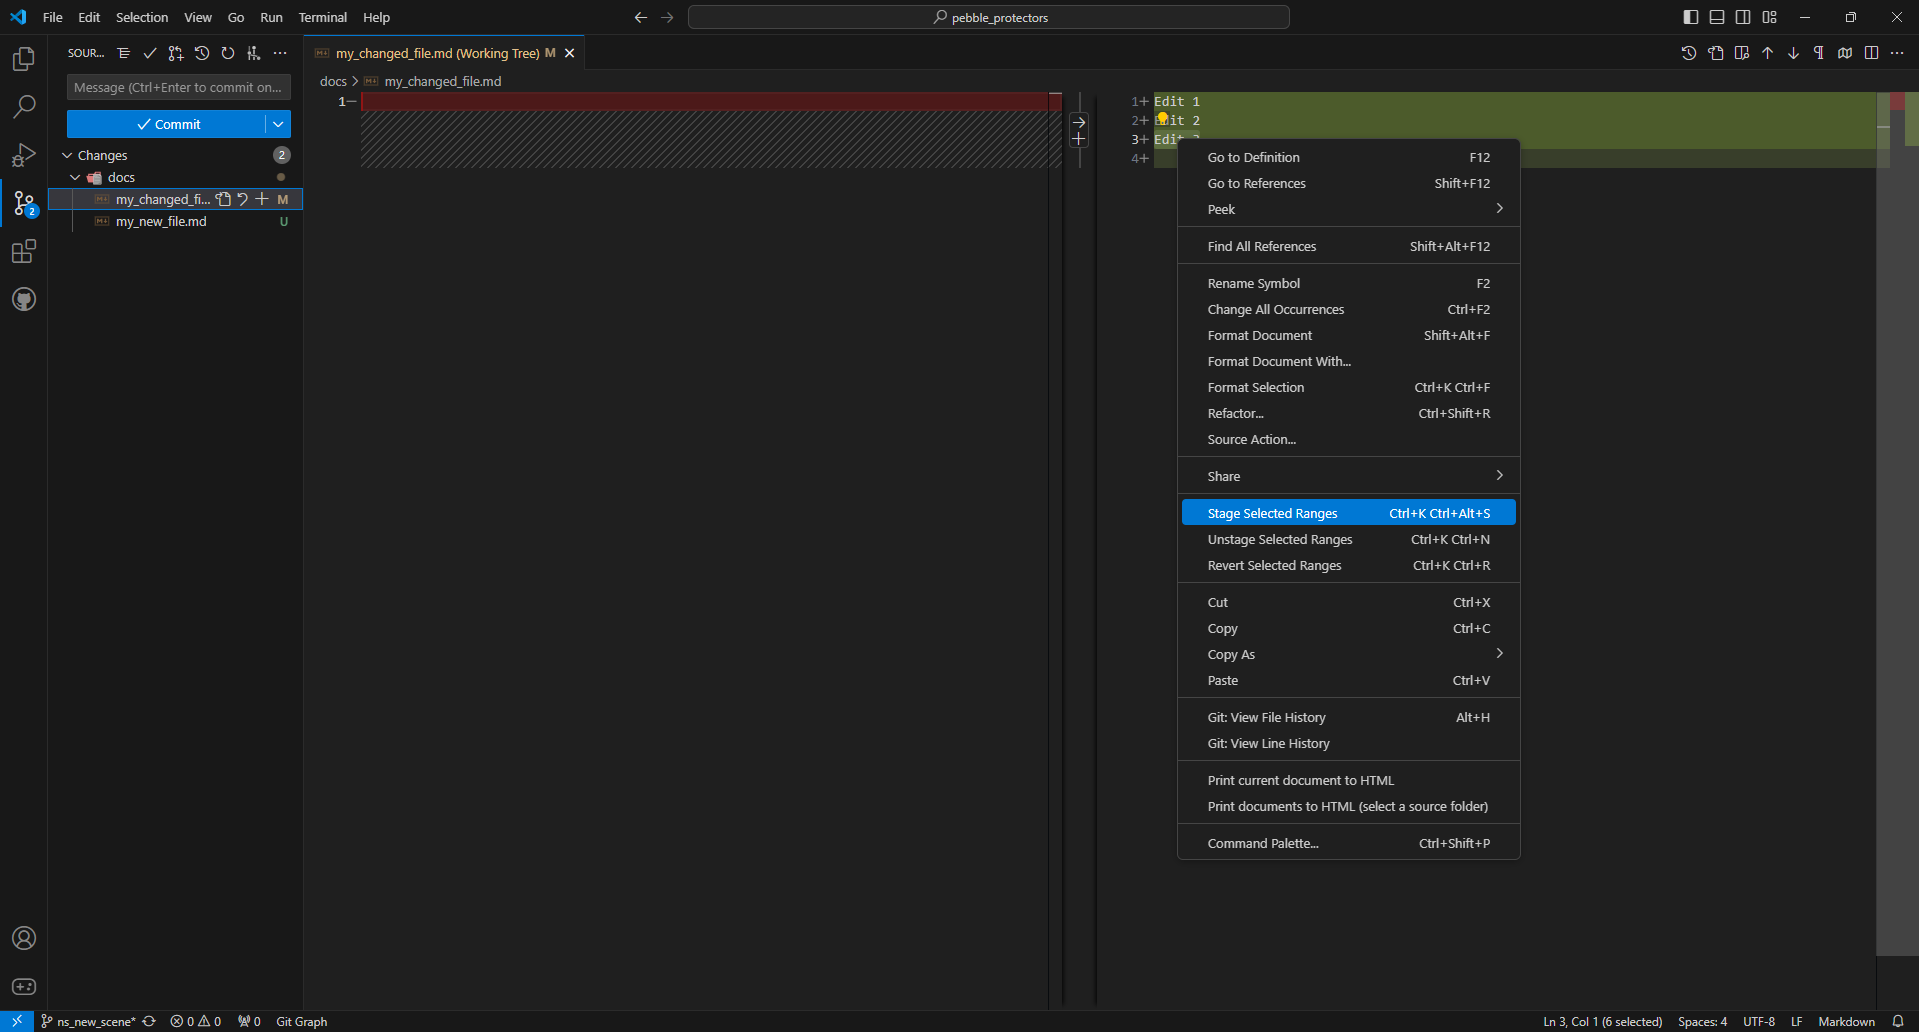 File Edit Selection View Go Run Terminal Help
pebble_protectors
SOUR...
Message (Ctrl+Enter to commit on...
Commit
Changes 2
docs
my_changed_fi... M
my_new_file.md U
2
my_changed_file.md (Working Tree) M
docs > my_changed_file.md
1−
1+ Edit 1
2+ Edit 2
3+ Edit 3
4+
Go to Definition F12
Go to References Shift+F12
Peek
Find All References Shift+Alt+F12
Rename Symbol F2
Change All Occurrences Ctrl+F2
Format Document Shift+Alt+F
Format Document With...
Format Selection Ctrl+K Ctrl+F
Refactor... Ctrl+Shift+R
Source Action...
Share
Stage Selected Ranges Ctrl+K Ctrl+Alt+S
Unstage Selected Ranges Ctrl+K Ctrl+N
Revert Selected Ranges Ctrl+K Ctrl+R
Cut Ctrl+X
Copy Ctrl+C
Copy As
Paste Ctrl+V
Git: View File History Alt+H
Git: View Line History
Print current document to HTML
Print documents to HTML (select a source folder)
Command Palette... Ctrl+Shift+P
ns_new_scene* 0 0 0 Git Graph
Ln 3, Col 1 (6 selected) Spaces: 4 UTF-8 LF Markdown